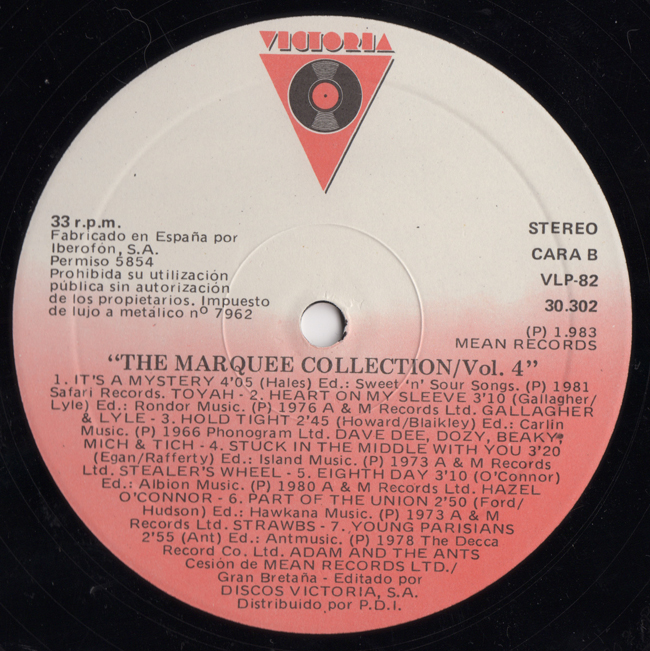 VICTORIA
33 r.p.m.
Fabricado en España por
Iberofón, S.A.
Permiso 5854
Prohibida su utilización
pública sin autorización
de los propietarios. Impuesto
de lujo a metálico nº 7962
STEREO
CARA B
VLP-82
30.302
(P) 1.983
MEAN RECORDS
“THE MARQUEE COLLECTION/Vol. 4”
1. IT'S A MYSTERY 4'05 (Hales) Ed.: Sweet 'n' Sour Songs. (P) 1981
Safari Records. TOYAH - 2. HEART ON MY SLEEVE 3'10 (Gallagher/
Lyle) Ed.: Rondor Music. (P) 1976 A & M Records Ltd. GALLAGHER
& LYLE - 3. HOLD TIGHT 2'45 (Howard/Blaikley) Ed.: Carlin
Music. (P) 1966 Phonogram Ltd. DAVE DEE, DOZY, BEAKY,
MICH & TICH - 4. STUCK IN THE MIDDLE WITH YOU 3'20
(Egan/Rafferty) Ed.: Island Music. (P) 1973 A & M Records
Ltd. STEALER'S WHEEL - 5. EIGHTH DAY 3'10 (O'Connor)
Ed.: Albion Music. (P) 1980 A & M Records Ltd. HAZEL
O'CONNOR - 6. PART OF THE UNION 2'50 (Ford/
Hudson) Ed.: Hawkana Music. (P) 1973 A & M
Records Ltd. STRAWBS - 7. YOUNG PARISIANS
2'55 (Ant) Ed.: Antmusic. (P) 1978 The Decca
Record Co. Ltd. ADAM AND THE ANTS
Cesión de MEAN RECORDS LTD./
Gran Bretaña - Editado por
DISCOS VICTORIA, S.A.
Distribuido por P.D.I.